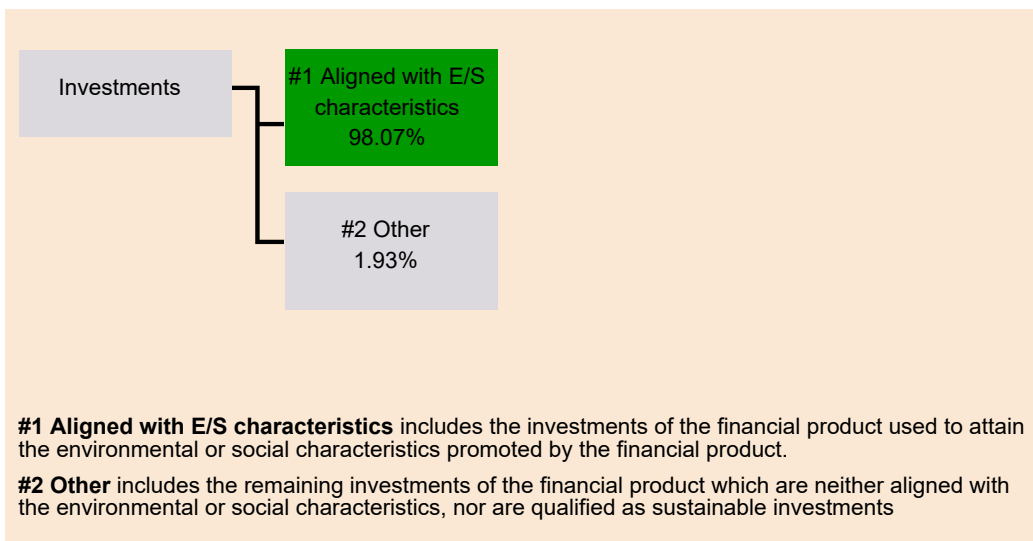 Investments
#1 Aligned with E/S
characteristics
98.07%
#2 Other
1.93%
#1 Aligned with E/S characteristics includes the investments of the financial product used to attain
the environmental or social characteristics promoted by the financial product.
#2 Other includes the remaining investments of the financial product which are neither aligned with
the environmental or social characteristics, nor are qualified as sustainable investments